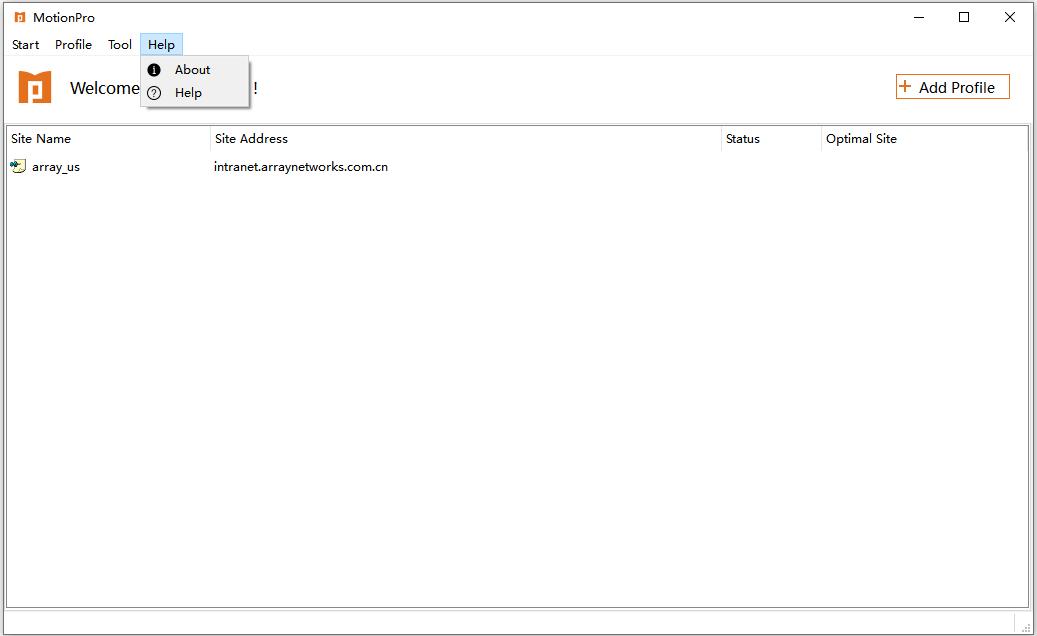 MotionPro
Start Profile Tool Help
About
Help
Welcome !
+ Add Profile
Site Name Site Address Status Optimal Site
array_us intranet.arraynetworks.com.cn